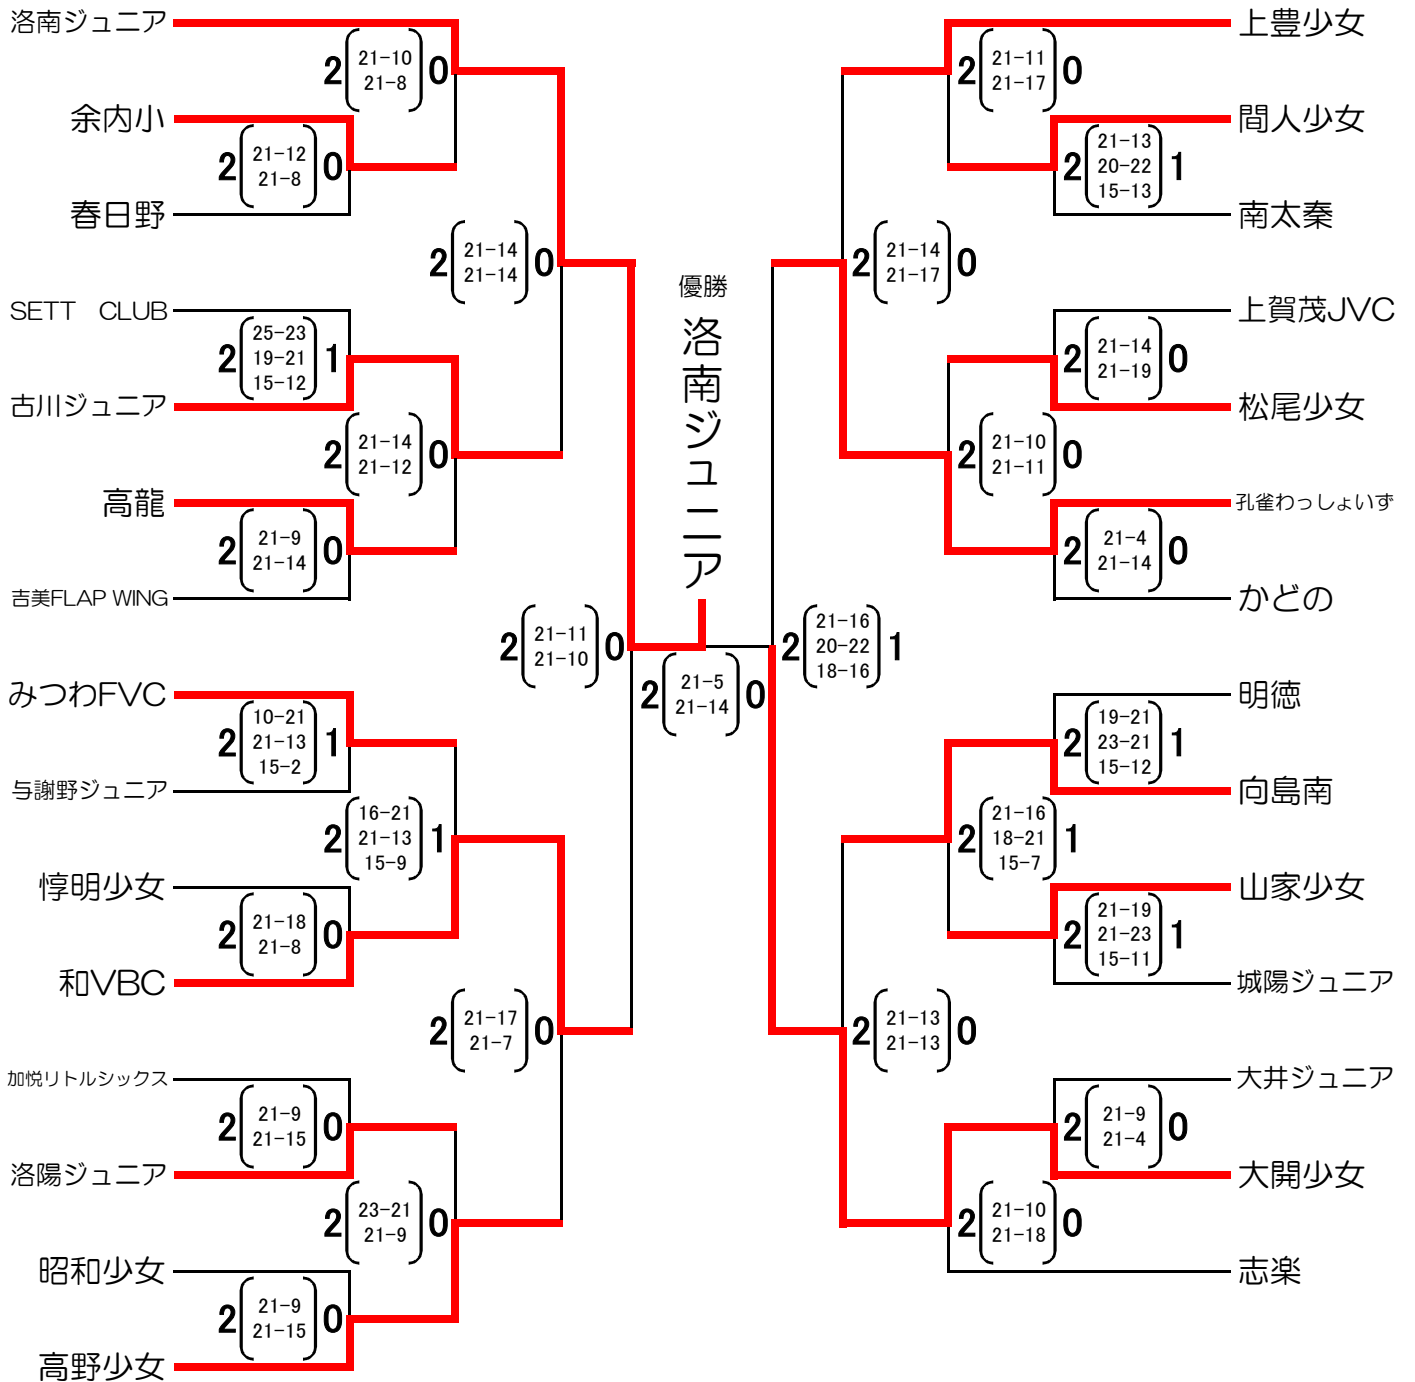 洛南ジュニア
2 21-10 0
21-8
余内小
2 21-12 0
21-8
春日野
2 21-14 0
21-14
SETT CLUB
25-23
2 19-21 1
15-12
古川ジュニア
2 21-14 0
21-12
高龍
2 21-9 0
21-14
吉美FLAP WING
2 21-11 0
21-10
みつわFVC
10-21
2 21-13 1
15-2
与謝野ジュニア
16-21
2 21-13 1
15-9
惇明少女
2 21-18 0
21-8
和VBC
2 21-17 0
21-7
加悦リトルシックス
2 21-9 0
21-15
洛陽ジュニア
2 23-21 0
21-9
昭和少女
2 21-9 0
21-15
高野少女
優勝
洛南ジュニア
2 21-5 0
21-14
上豊少女
2 21-11 0
21-17
間人少女
21-13
2 20-22 1
15-13
南太秦
2 21-14 0
21-17
上賀茂JVC
2 21-14 0
21-19
松尾少女
2 21-10 0
21-11
孔雀わっしょいず
2 21-4 0
21-14
かどの
21-16
2 20-22 1
18-16
明徳
19-21
2 23-21 1
15-12
向島南
21-16
2 18-21 1
15-7
山家少女
21-19
2 21-23 1
15-11
城陽ジュニア
2 21-13 0
21-13
大井ジュニア
2 21-9 0
21-4
大開少女
2 21-10 0
21-18
志楽